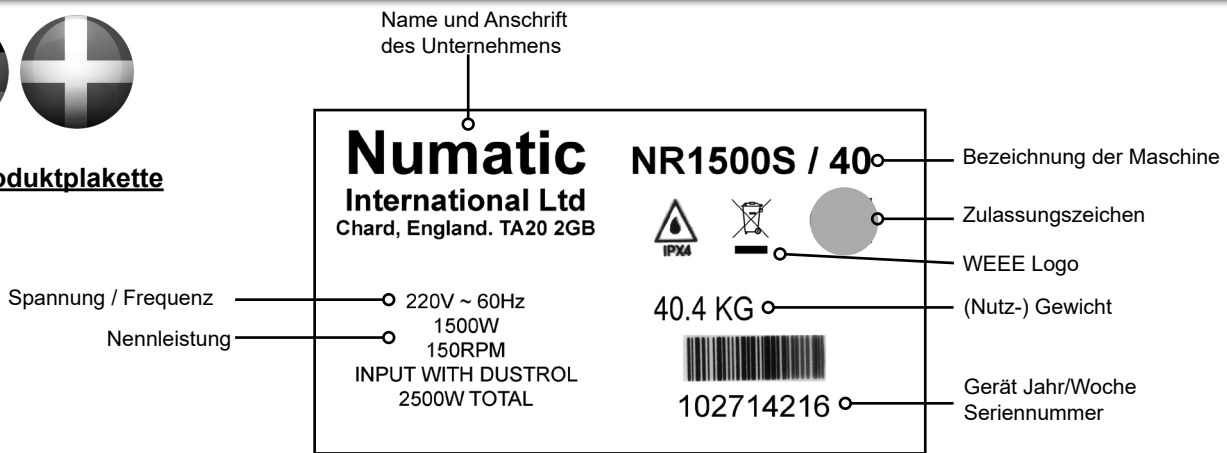 Name und Anschrift
des Unternehmens
oduktplakette
Numatic
International Ltd
Chard, England. TA20 2GB
NR1500S / 40
Bezeichnung der Maschine
IPX4
Zulassungszeichen
WEEE Logo
Spannung / Frequenz
220V ~ 60Hz
Nennleistung
1500W
150RPM
INPUT WITH DUSTROL
2500W TOTAL
40.4 KG
(Nutz-) Gewicht
102714216
Gerät Jahr/Woche
Seriennummer